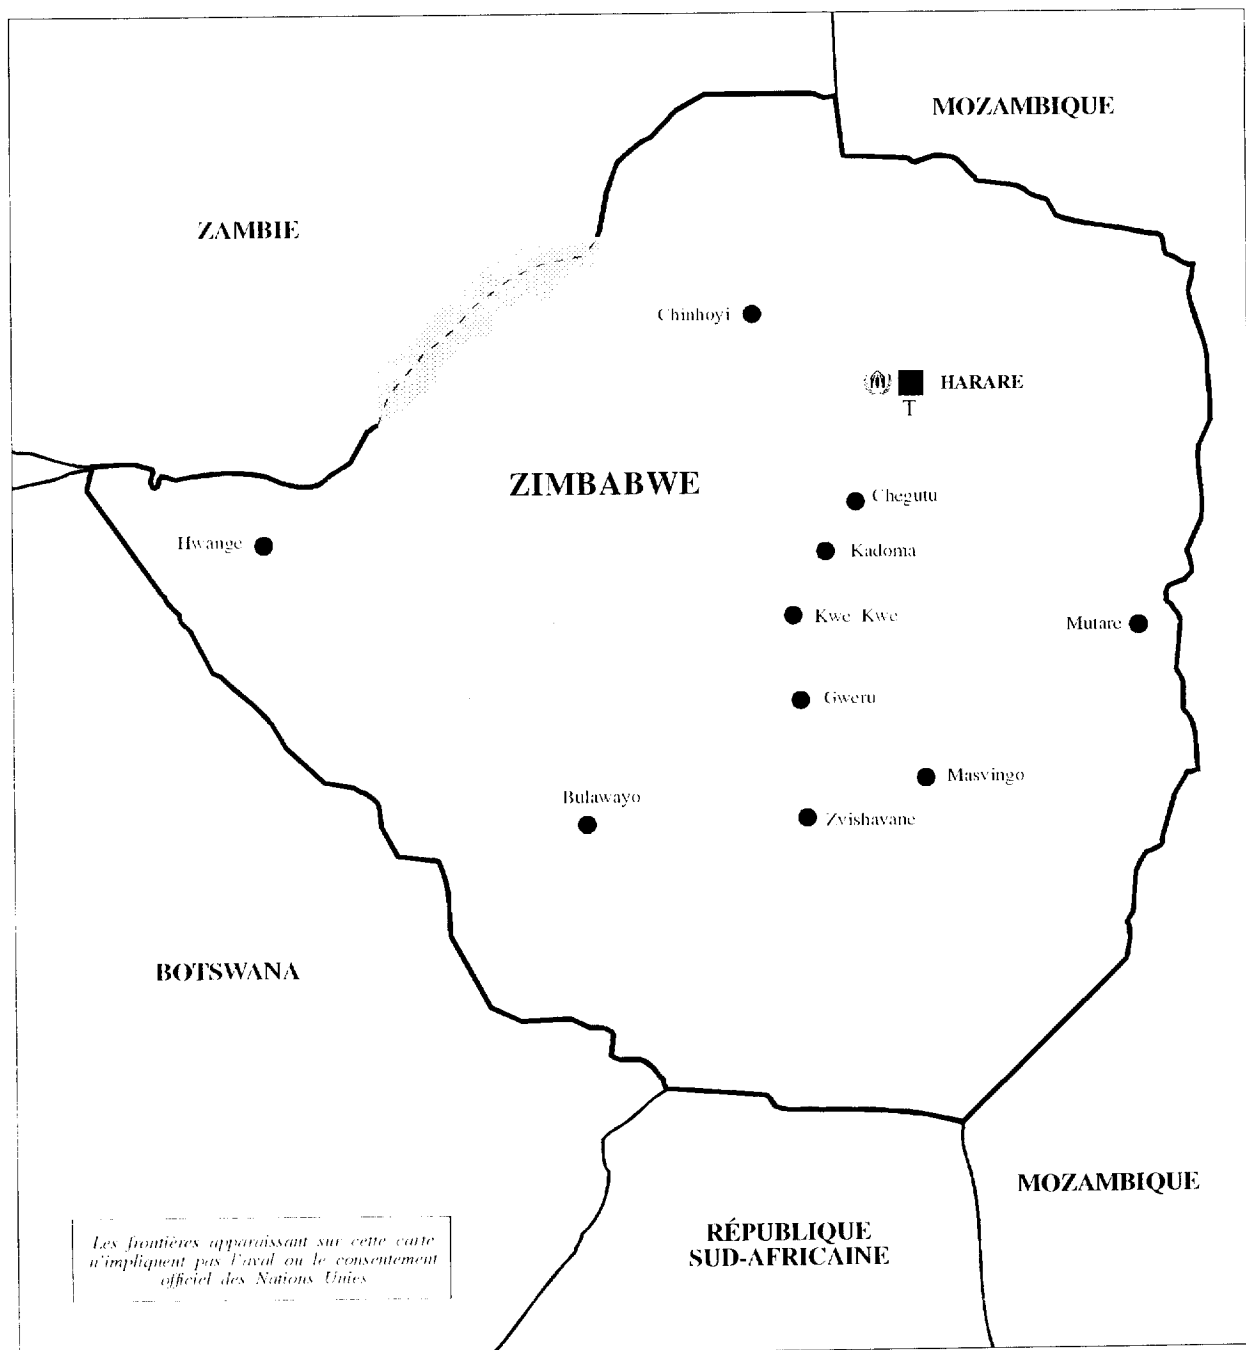 MOZAMBIQUE
ZAMBIE
Chinhoyi
HARARE
T
ZIMBABWE
Chegutu
Hwange
Kadoma
Kwe Kwe
Mutare
Gweru
Masvingo
Bulawayo
Zvishavane
BOTSWANA
MOZAMBIQUE
RÉPUBLIQUE
SUD-AFRICAINE
Les frontières apparaissant sur cette carte
n'impliquent pas l'aval ou le consentement
officiel des Nations Unies